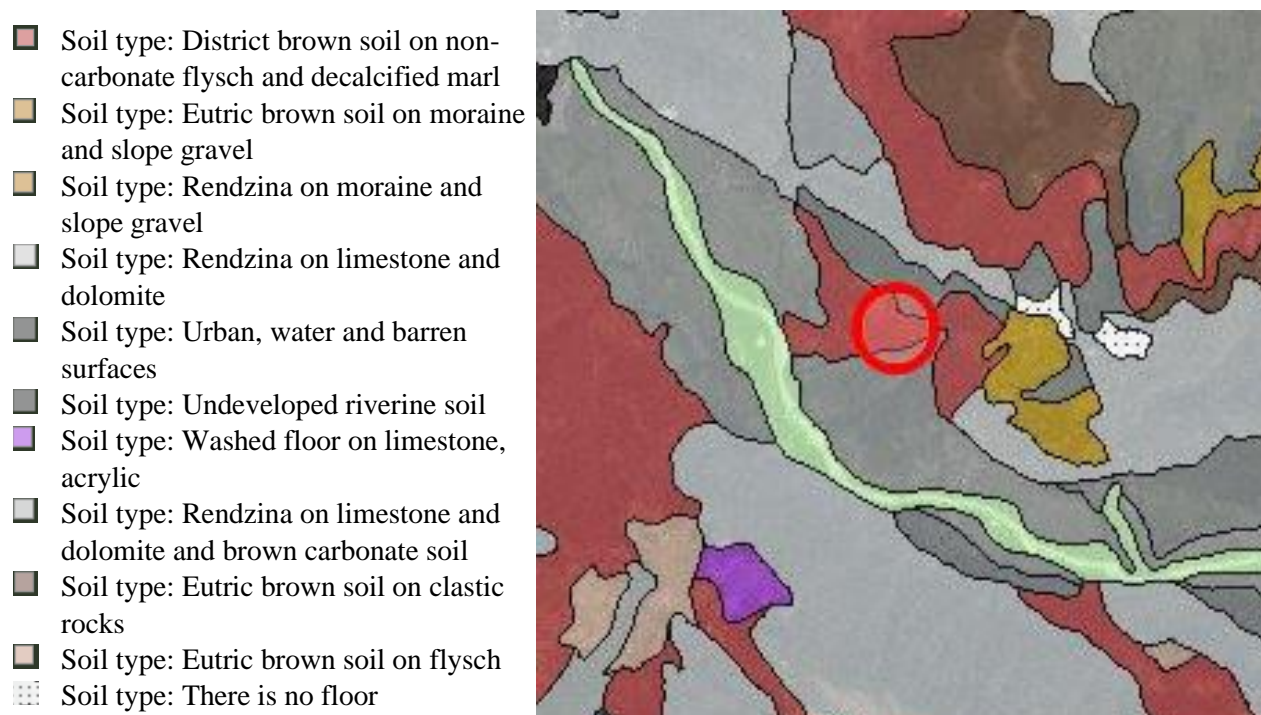 Soil type: District brown soil on non-
carbonate flysch and decalcified marl
Soil type: Eutric brown soil on moraine
and slope gravel
Soil type: Rendzina on moraine and
slope gravel
Soil type: Rendzina on limestone and
dolomite
Soil type: Urban, water and barren
surfaces
Soil type: Undeveloped riverine soil
Soil type: Washed floor on limestone,
acrylic
Soil type: Rendzina on limestone and
dolomite and brown carbonate soil
Soil type: Eutric brown soil on clastic
rocks
Soil type: Eutric brown soil on flysch
Soil type: There is no floor